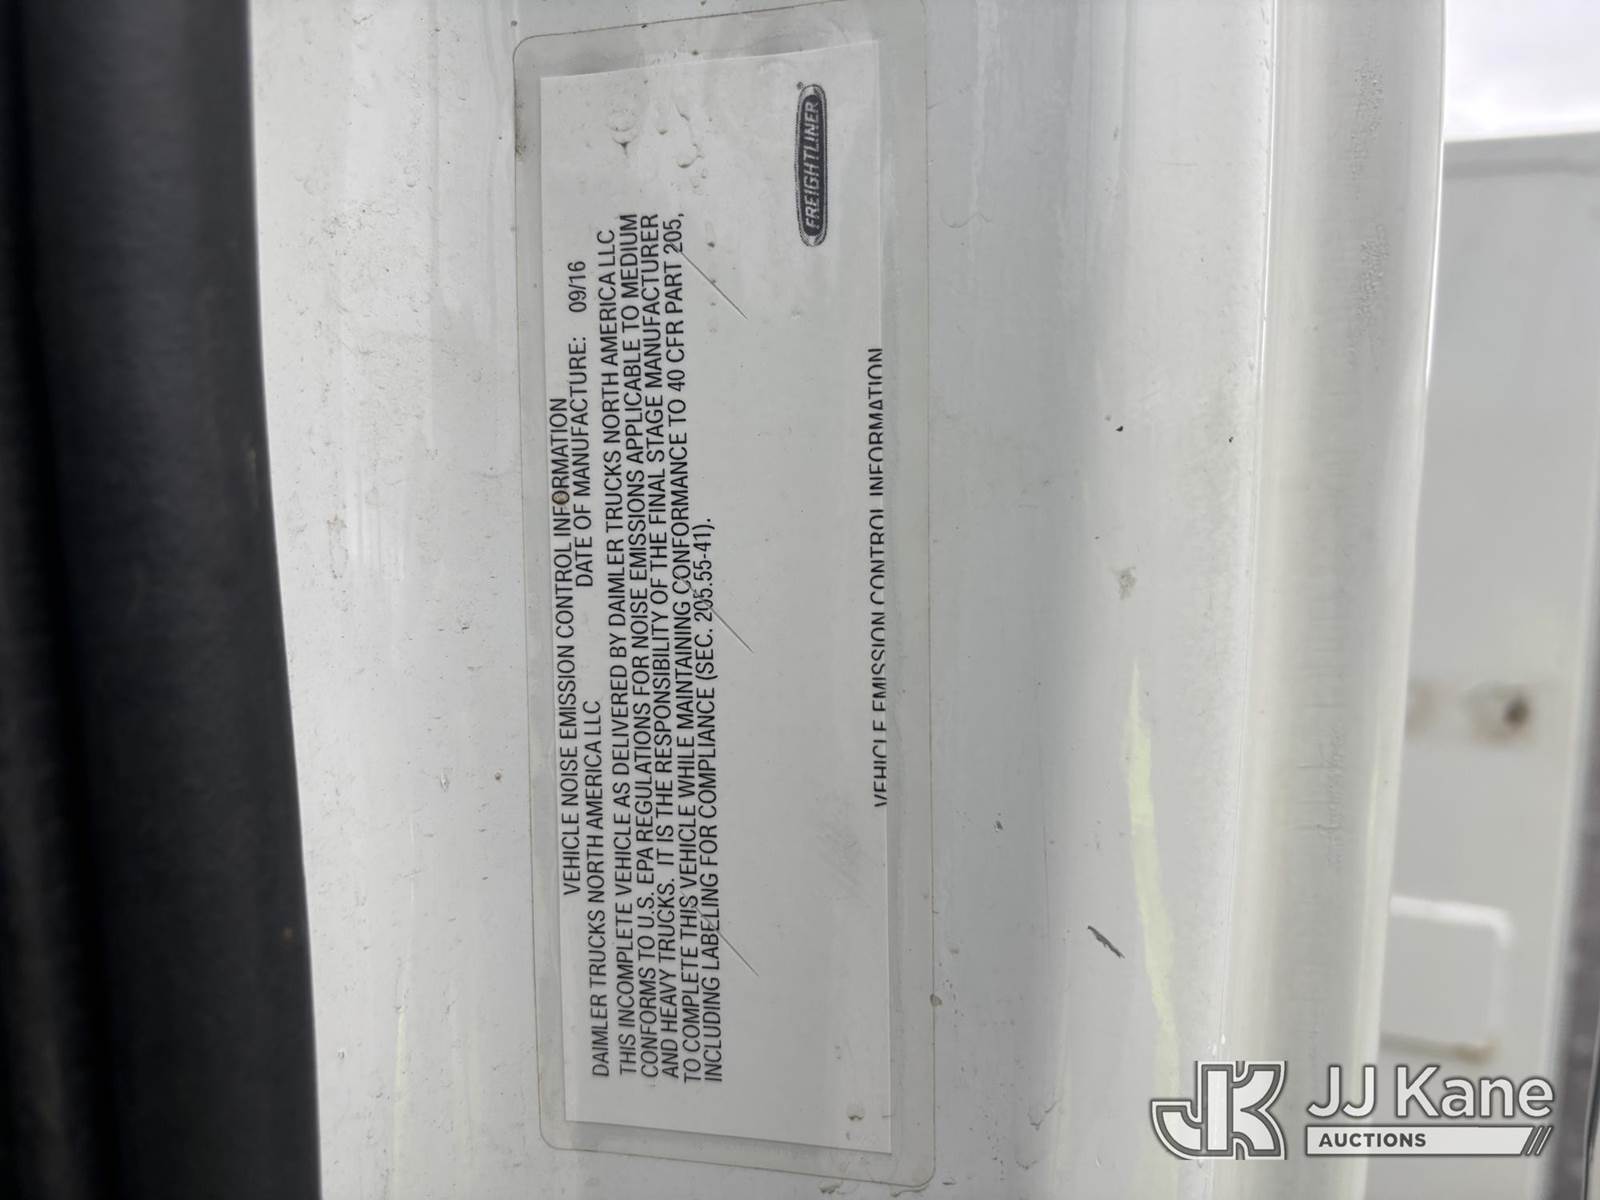 VEHICLE NOISE EMISSION CONTROL INFORMATION
DAIMLER TRUCKS NORTH AMERICA LLC DATE OF MANUFACTURE: 09/16
THIS INCOMPLETE VEHICLE AS DELIVERED BY DAIMLER TRUCKS NORTH AMERICA LLC
CONFORMS TO U.S. EPA REGULATIONS FOR NOISE EMISSIONS APPLICABLE TO MEDIUM
AND HEAVY TRUCKS. IT IS THE RESPONSIBILITY OF THE FINAL STAGE MANUFACTURER
TO COMPLETE THIS VEHICLE WHILE MAINTAINING CONFORMANCE TO 40 CFR PART 205,
INCLUDING LABELING FOR COMPLIANCE (SEC. 205.55-41).
FREIGHTLINER®
VEHICLE EMISSION CONTROL INFORMATION
JJ Kane
AUCTIONS